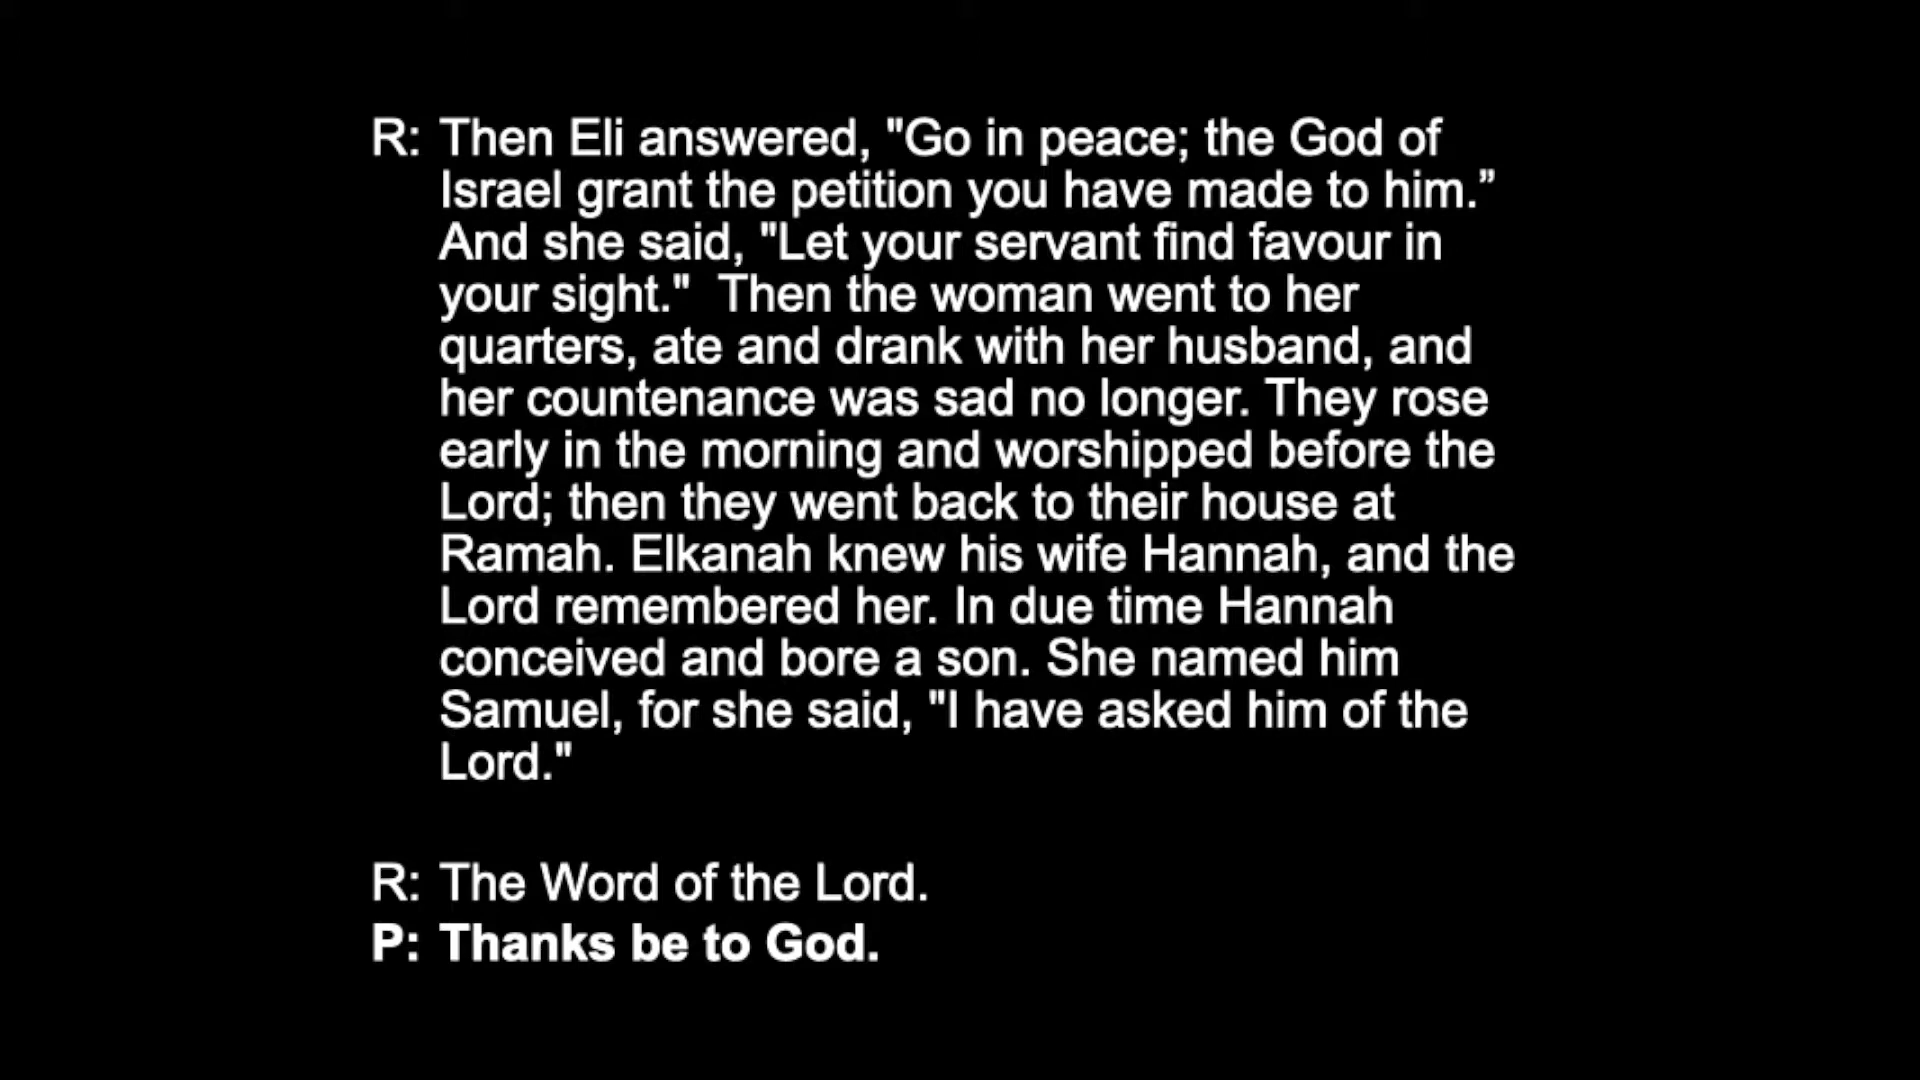 R: Then Eli answered, "Go in peace; the God of
Israel grant the petition you have made to him.”
And she said, "Let your servant find favour in
your sight."  Then the woman went to her
quarters, ate and drank with her husband, and
her countenance was sad no longer. They rose
early in the morning and worshipped before the
Lord; then they went back to their house at
Ramah. Elkanah knew his wife Hannah, and the
Lord remembered her. In due time Hannah
conceived and bore a son. She named him
Samuel, for she said, "I have asked him of the
Lord."
R: The Word of the Lord.
P: Thanks be to God.